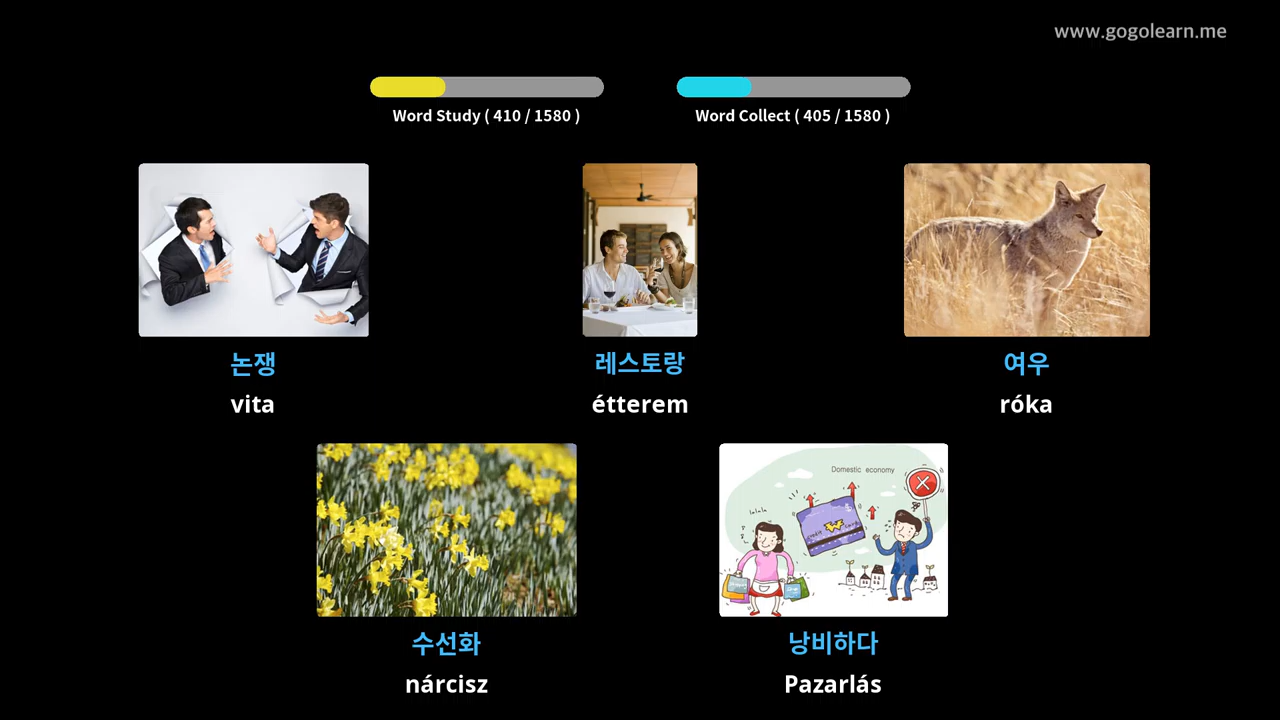 www.gogolearn.me
Word Study ( 410 / 1580 )
Word Collect ( 405 / 1580 )
논쟁
레스토랑
여우
vita
étterem
róka
Domestic economy
lalala
수선화
낭비하다
nárcisz
Pazarlás